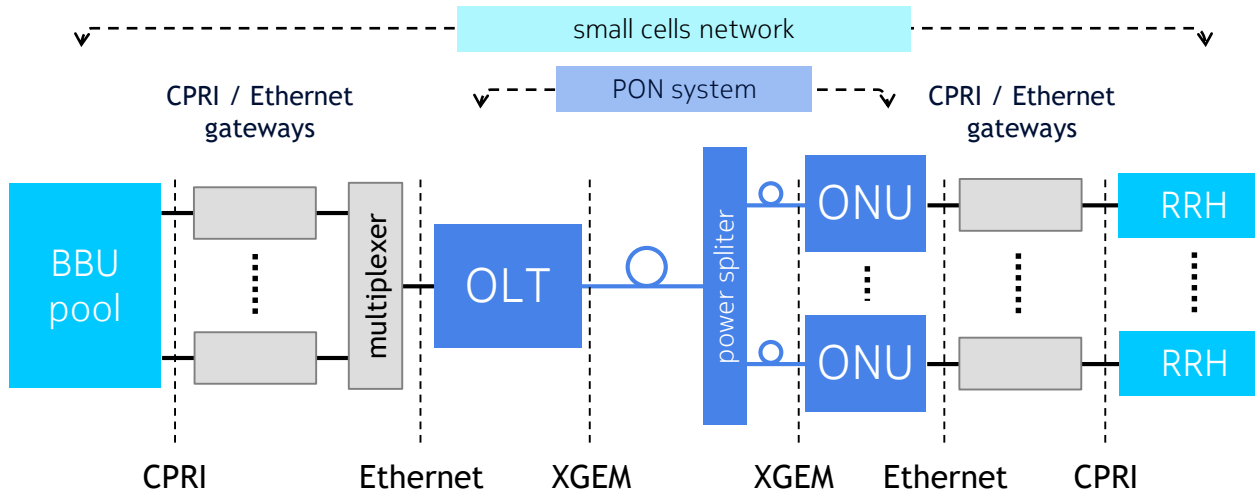 small cells network
PON system
CPRI / Ethernet
gateways
CPRI / Ethernet
gateways
BBU
pool
multiplexer
OLT
power spliter
ONU
ONU
RRH
RRH
CPRI
Ethernet
XGEM
XGEM
Ethernet
CPRI